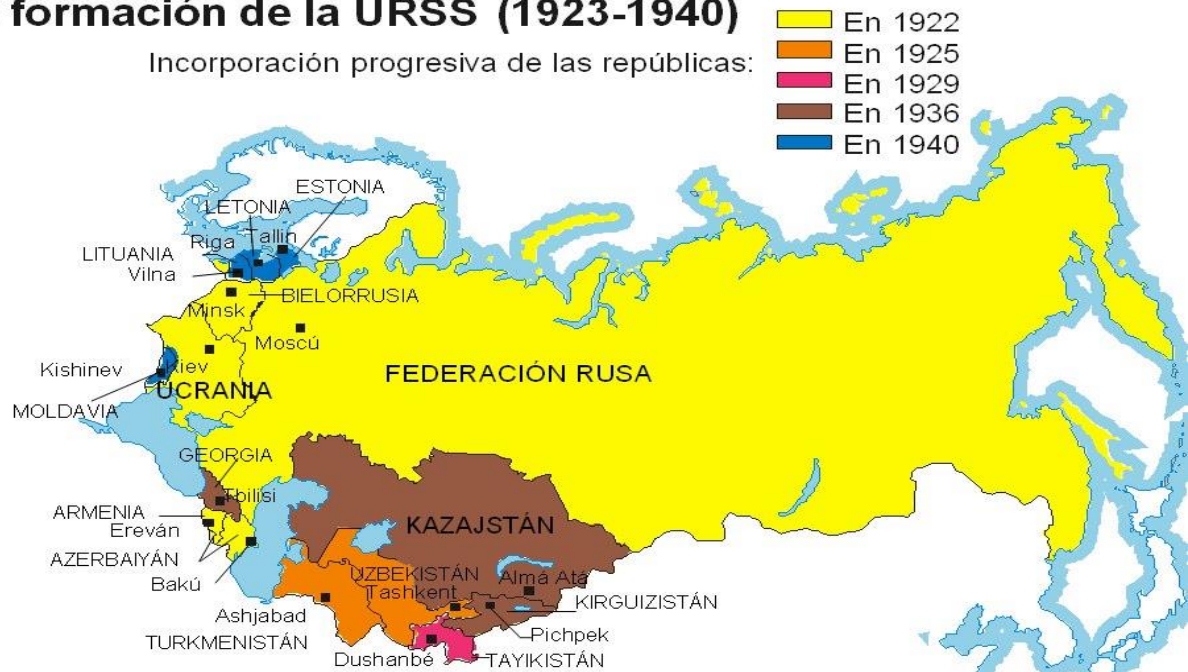 formación de la URSS (1923-1940)
Incorporación progresiva de las repúblicas:
En 1922
En 1925
En 1929
En 1936
En 1940
ESTONIA
LETONIA
Riga
Tallin
LITUANIA
Vilna
BIELORRUSIA
Minsk
Moscú
Kishinev
Kiev
FEDERACIÓN RUSA
UCRANIA
MOLDAVIA
GEORGIA
Tbilisi
ARMENIA
Ereván
KAZAJSTÁN
AZERBAIYÁN
Bakú
UZBEKISTÁN
Almá Atá
Tashkent
KIRGUIZISTÁN
Ashjabad
Pichpek
TURKMENISTÁN
Dushanbé
TAYIKISTÁN